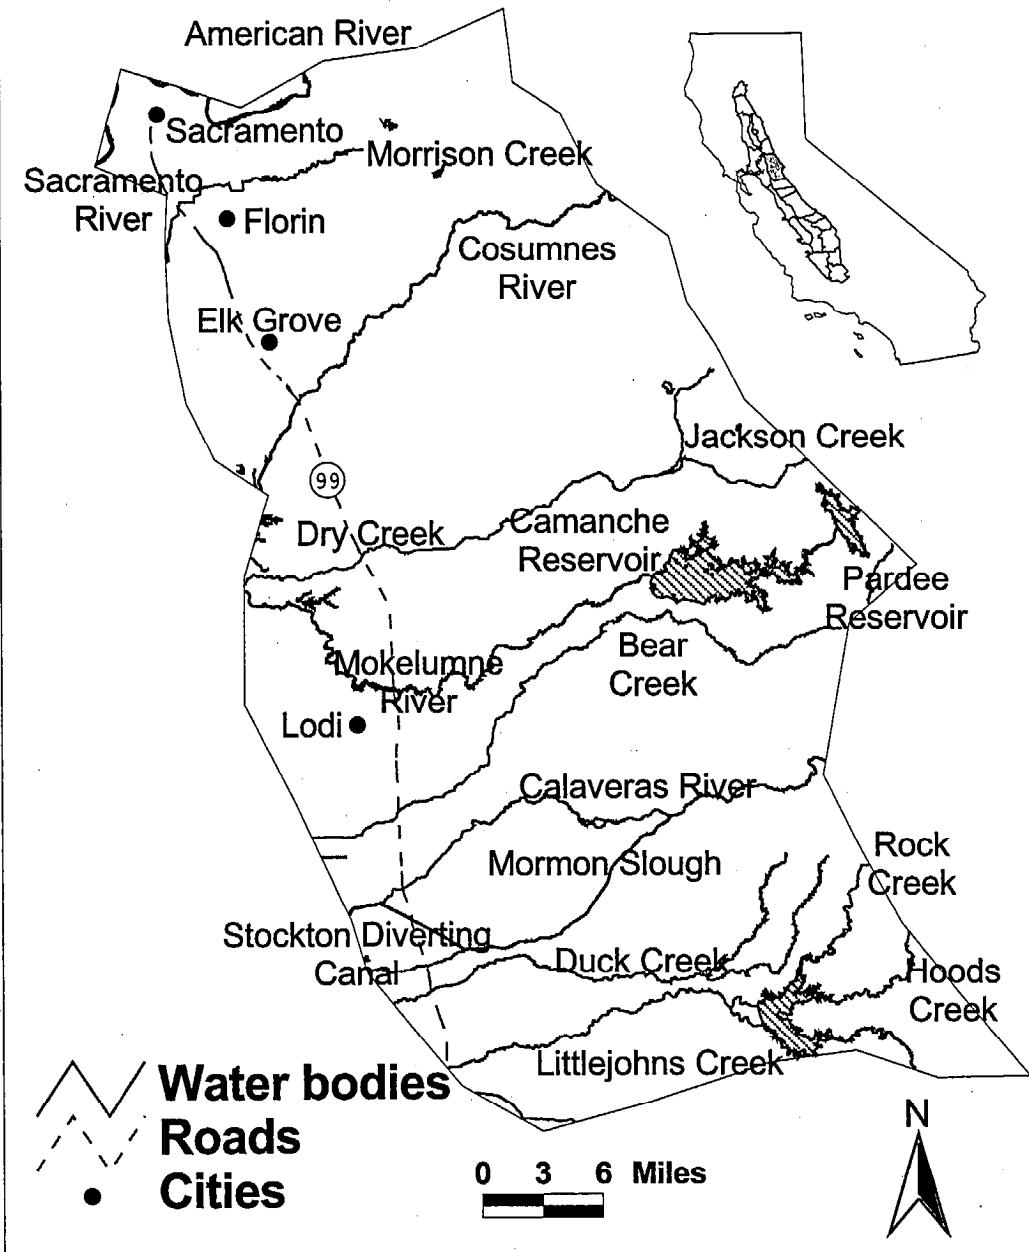 American River
Sacramento
Morrison Creek
Sacramento
River
Florin
Cosumnes
River
Elk Grove
Jackson Creek
99
Dry Creek
Camanche
Reservoir
Pardee
Reservoir
Bear
Creek
Mokelumne
River
Lodi
Calaveras River
Rock
Creek
Mormon Slough
Stockton Diverting
Canal
Duck Creek
Hoods
Creek
Littlejohns Creek
Water bodies
Roads
Cities
0 3 6 Miles
N